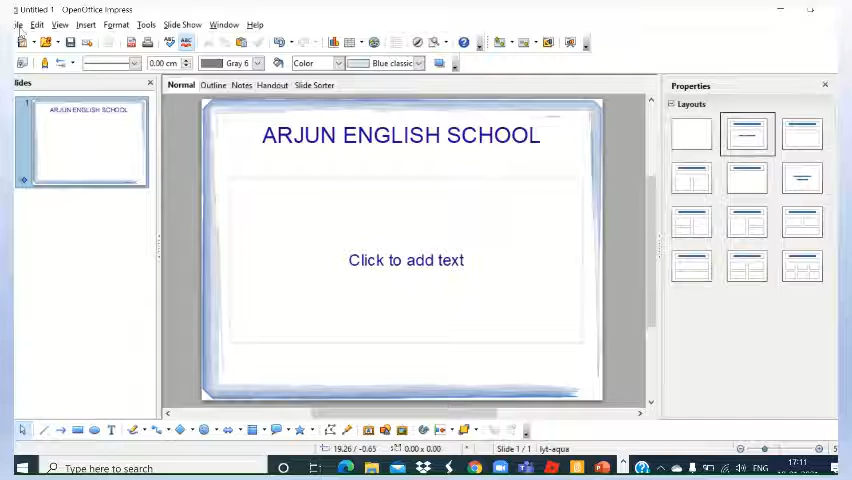 Untitled 1 - OpenOffice Impress
ile Edit View Insert Format Tools Slide Show Window Help
0.00 cm Gray 6 Color Blue classic
lides
Normal Outline Notes Handout Slide Sorter
Properties
Layouts
1
ARJUN ENGLISH SCHOOL
ARJUN ENGLISH SCHOOL
Click to add text
19.26 / -0.65 0.00 x 0.00 Slide 1 / 1 lyt-aqua
Type here to search
ENG
17:11